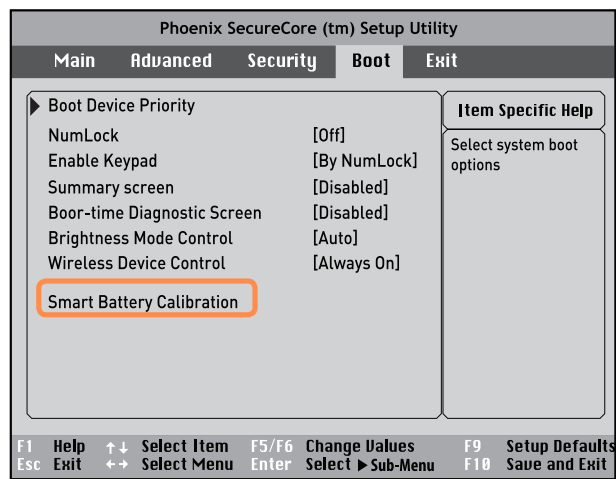 Phoenix SecureCore (tm) Setup Utility
Main Advanced Security Boot Exit
Boot Device Priority
NumLock [Off]
Enable Keypad [By NumLock]
Summary screen [Disabled]
Boor-time Diagnostic Screen [Disabled]
Brightness Mode Control [Auto]
Wireless Device Control [Always On]
Smart Battery Calibration
Item Specific Help
Select system boot
options
F1 Help ↑↓ Select Item F5/F6 Change Values F9 Setup Defaults
Esc Exit ←→ Select Menu Enter Select ▶ Sub-Menu F10 Save and Exit